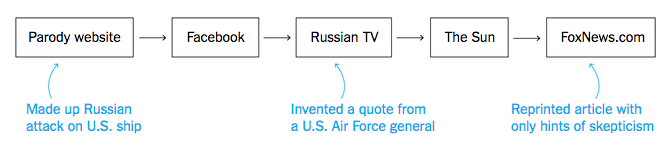 Parody website
Facebook
Russian TV
The Sun
FoxNews.com
Made up Russian
attack on U.S. ship
Invented a quote from
a U.S. Air Force general
Reprinted article with
only hints of skepticism